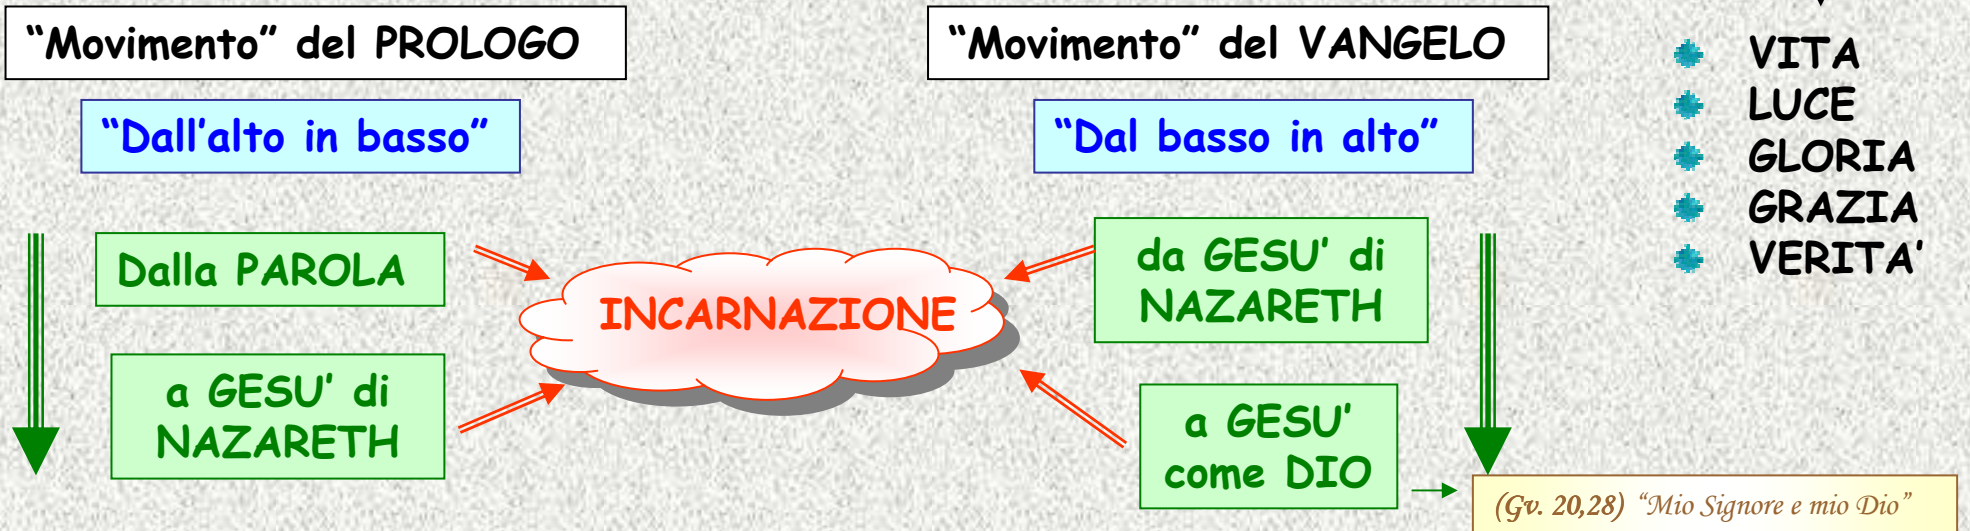 “Movimento” del PROLOGO
“Dall’alto in basso”
Dalla PAROLA
a GESU’ di
NAZARETH
INCARNAZIONE
“Movimento” del VANGELO
“Dal basso in alto”
da GESU’ di
NAZARETH
a GESU’
come DIO
(Gv. 20,28) “Mio Signore e mio Dio”
VITA
LUCE
GLORIA
GRAZIA
VERITA’